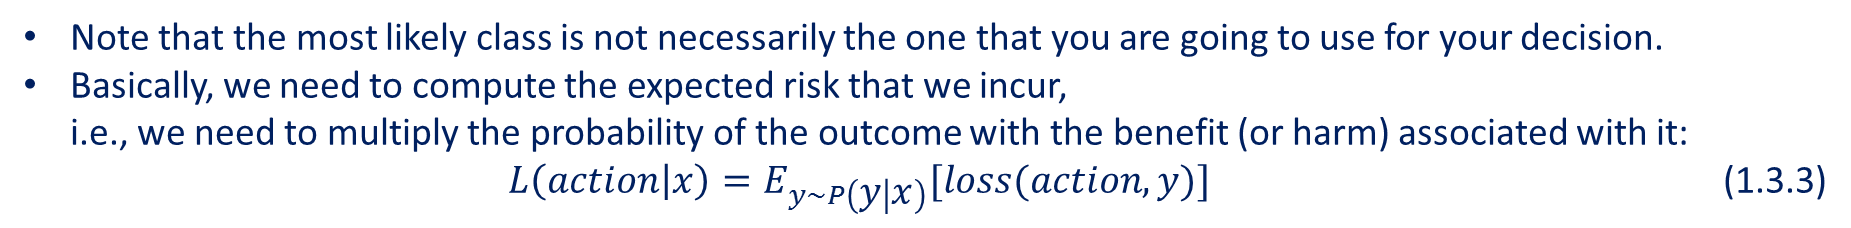 • Note that the most likely class is not necessarily the one that you are going to use for your decision.
• Basically, we need to compute the expected risk that we incur,
i.e., we need to multiply the probability of the outcome with the benefit (or harm) associated with it:
L(action|x) = E_{y~P(y|x)}[loss(action, y)] (1.3.3)